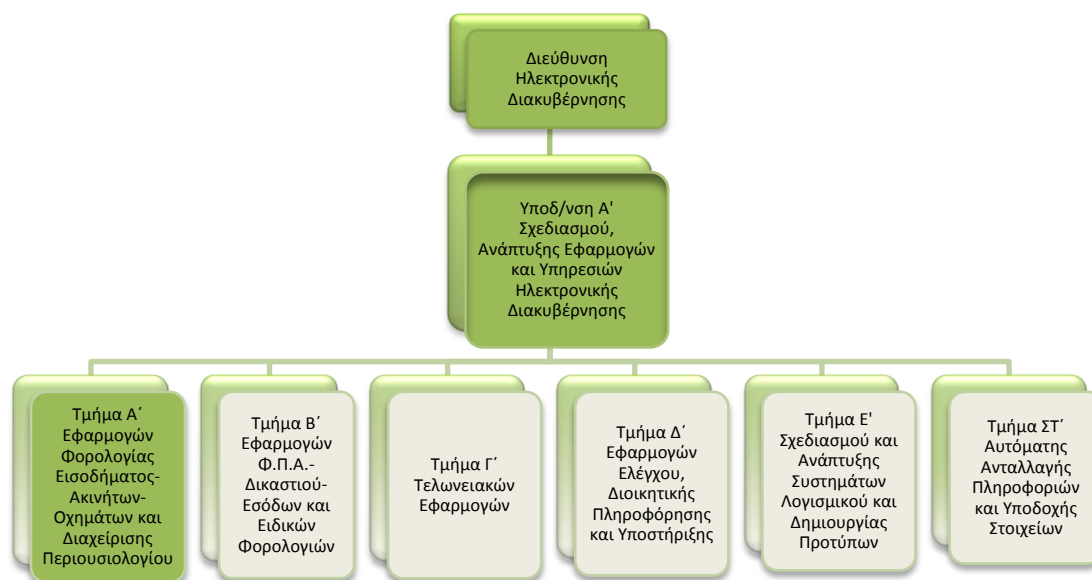 Διεύθυνση
Ηλεκτρονικής
Διακυβέρνησης
Υποδ/νση Α'
Σχεδιασμού,
Ανάπτυξης Εφαρμογών
και Υπηρεσιών
Ηλεκτρονικής
Διακυβέρνησης
Τμήμα Α΄
Εφαρμογών
Φορολογίας
Εισοδήματος-
Ακινήτων-
Οχημάτων και
Διαχείρισης
Περιουσιολογίου
Τμήμα Β΄
Εφαρμογών
Φ.Π.Α.-
Δικαστιού-
Εσόδων και
Ειδικών
Φορολογιών
Τμήμα Γ΄
Τελωνειακών
Εφαρμογών
Τμήμα Δ΄
Εφαρμογών
Ελέγχου,
Διοικητικής
Πληροφόρησης
και Υποστήριξης
Τμήμα Ε'
Σχεδιασμού και
Ανάπτυξης
Συστημάτων
Λογισμικού και
Δημιουργίας
Προτύπων
Τμήμα ΣΤ΄
Αυτόματης
Ανταλλαγής
Πληροφοριών
και Υποδοχής
Στοιχείων